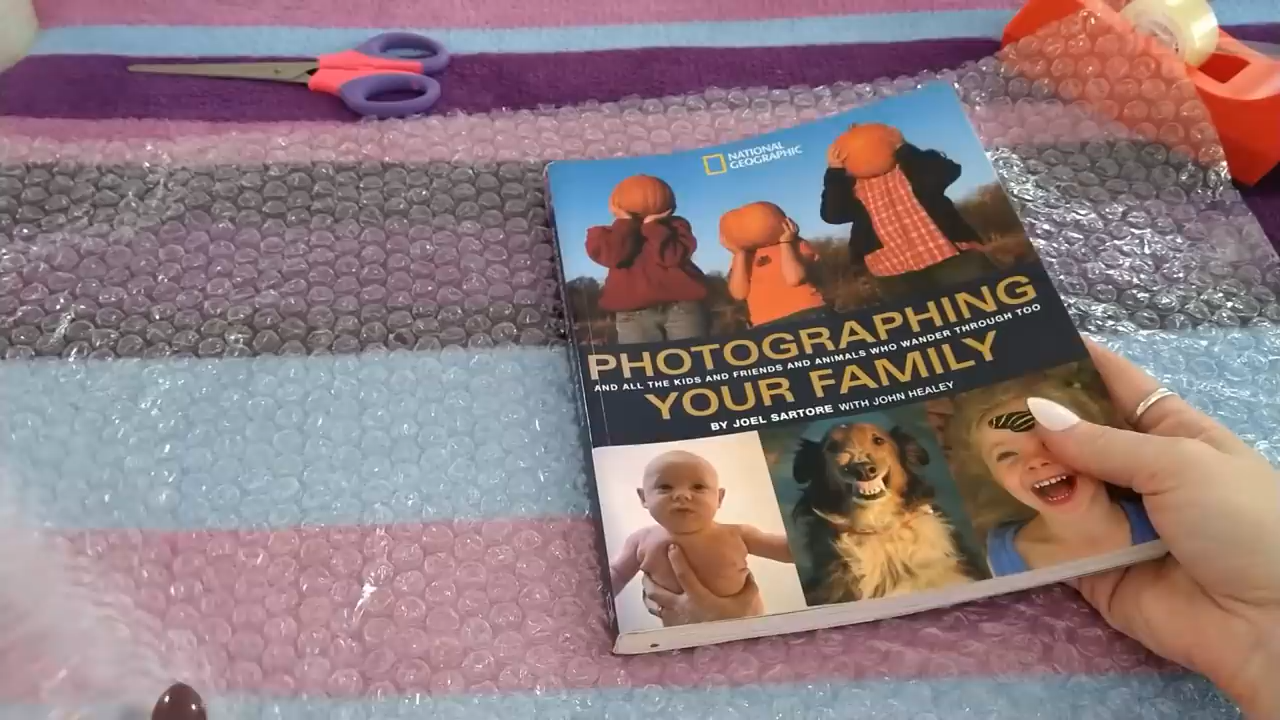 NATIONAL
GEOGRAPHIC
PHOTOGRAPHING
AND ALL THE KIDS AND FRIENDS AND ANIMALS WHO WANDER THROUGH TOO
YOUR FAMILY
BY JOEL SARTORE WITH JOHN HEALEY